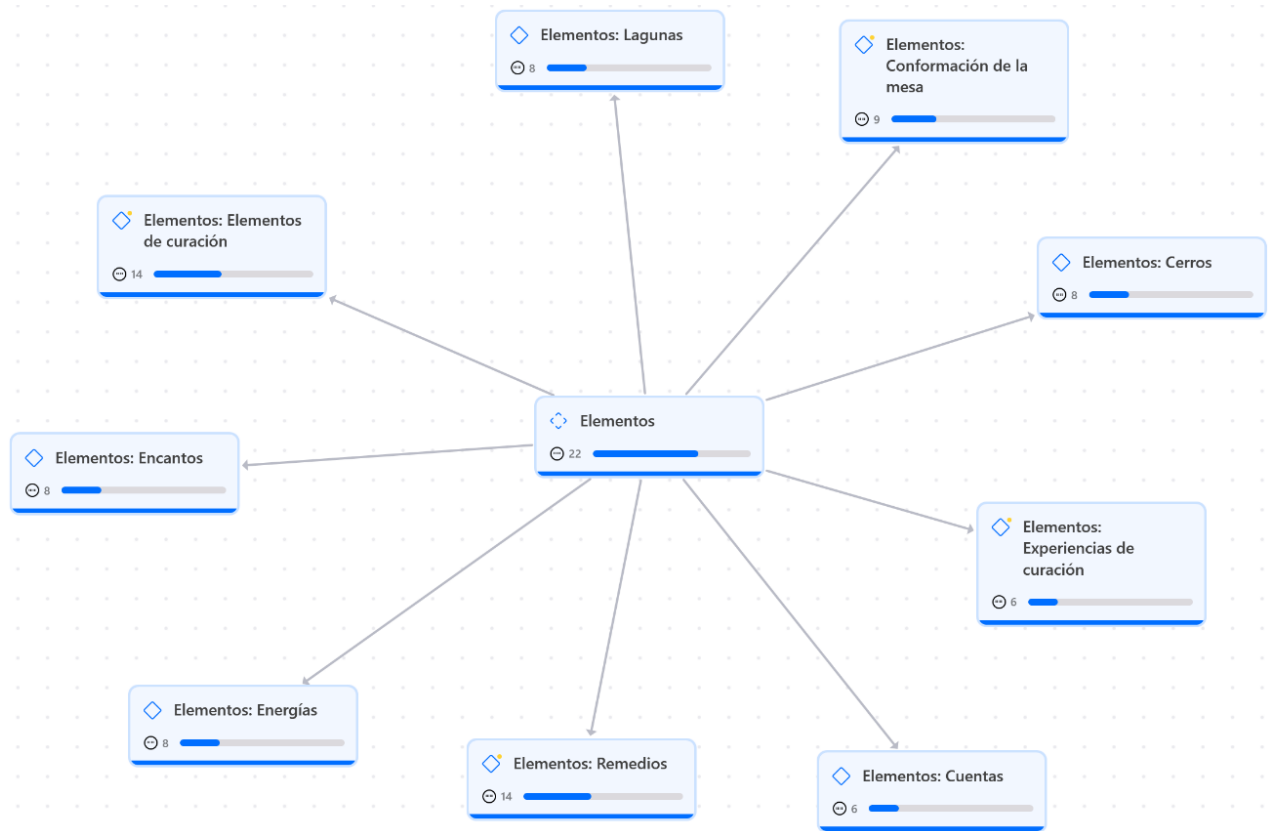 Elementos: Lagunas
8
Elementos:
Conformación de la
mesa
9
Elementos: Elementos
de curación
14
Elementos: Cerros
8
Elementos
22
Elementos: Encantos
8
Elementos:
Experiencias de
curación
6
Elementos: Energías
8
Elementos: Remedios
14
Elementos: Cuentas
6